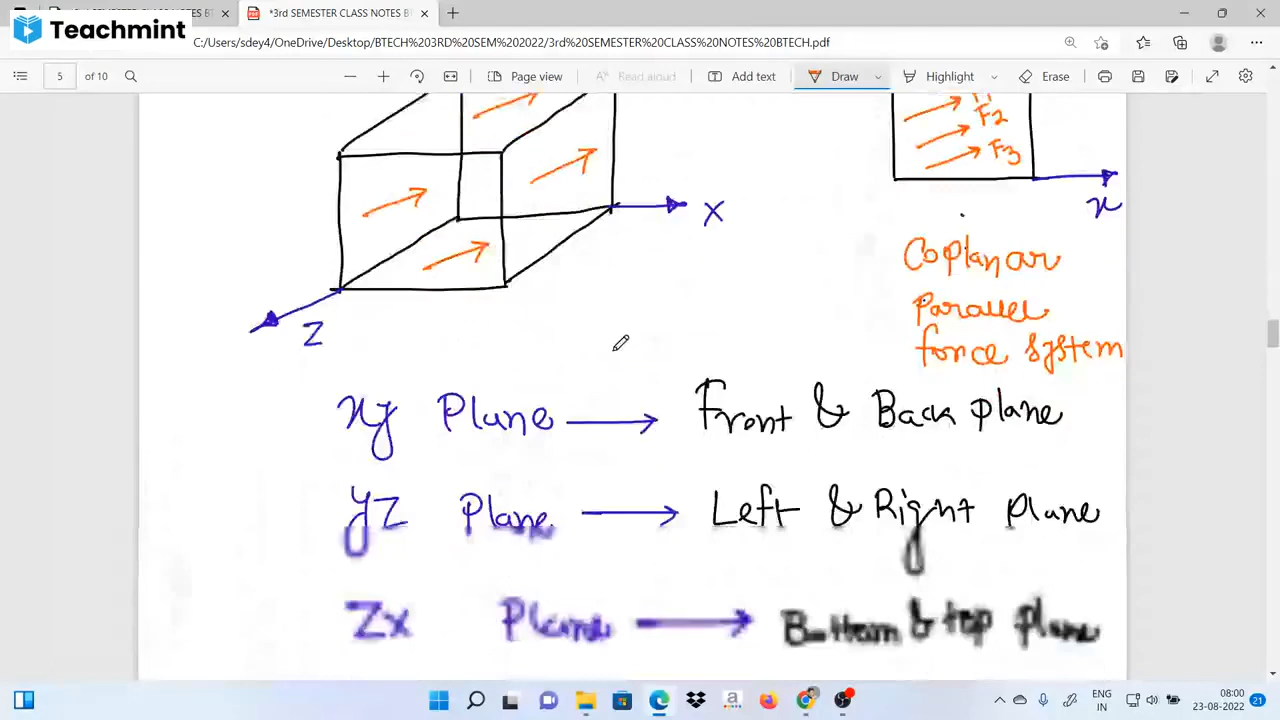 *3rd SEMESTER CLASS NOTES BT
Teachmint
C:/Users/sdey4/OneDrive/Desktop/BTECH%203RD%20SEM%202022/3rd%20SEMESTER%20CLASS%20NOTES%20BTECH.pdf
5 of 10 Page view Read aloud Add text Draw Highlight Erase
F2
F3
X
x
Coplanar
Parallel
force system
Z
xy Plane Front & Back plane
yz Plane Left & Right plane
Zx Plane Bottom & top plane
ENG
IN
08:00
23-08-2022
21